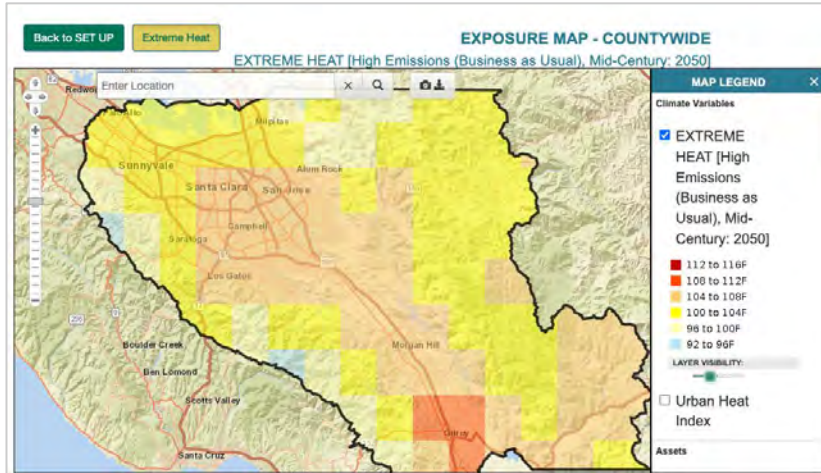 Back to SET UP
Extreme Heat
EXPOSURE MAP - COUNTYWIDE
EXTREME HEAT [High Emissions (Business as Usual), Mid-Century: 2050]
Enter Location
MAP LEGEND
Climate Variables
EXTREME
HEAT [High
Emissions
(Business as
Usual), Mid-
Century: 2050]
112 to 116F
108 to 112F
104 to 108F
100 to 104F
96 to 100F
92 to 96F
LAYER VISIBILITY:
Urban Heat
Index
Assets
Milpitas
Sunnyvale
Alum Rock
Santa Clara
San Jose
Campbell
Saratoga
Los Gatos
Boulder Creek
Morgan Hill
Ben Lomond
Scotts Valley
Gilroy
Santa Cruz